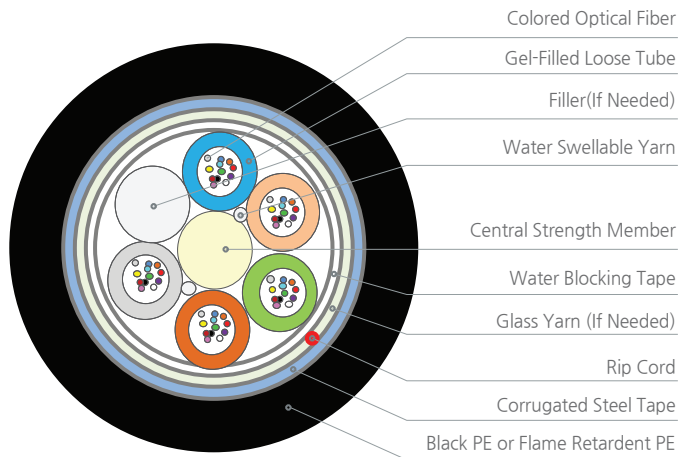 Colored Optical Fiber
Gel-Filled Loose Tube
Filler(If Needed)
Water Swellable Yarn
Central Strength Member
Water Blocking Tape
Glass Yarn (If Needed)
Rip Cord
Corrugated Steel Tape
Black PE or Flame Retardent PE